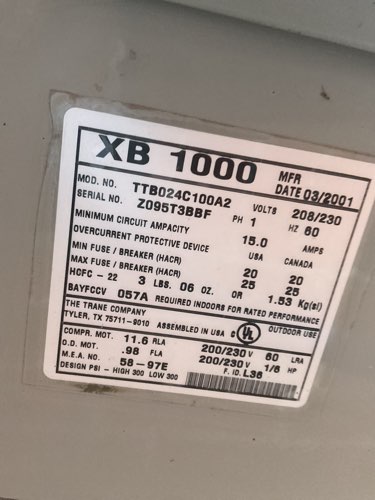 XB 1000
MFR
DATE 03/2001
MOD. NO. TTB024C100A2 VOLTS 208/230
SERIAL NO. Z095T3BBF PH 1 HZ 60
MINIMUM CIRCUIT AMPACITY 15.0 AMPS
OVERCURRENT PROTECTIVE DEVICE USA CANADA
MIN FUSE / BREAKER (HACR) 20 20
MAX FUSE / BREAKER (HACR) 25 25
HCFC - 22 3 LBS. 06 OZ. OR 1.53 Kg(sl)
BAYFCCV 057A REQUIRED INDOORS FOR RATED PERFORMANCE
THE TRANE COMPANY
TYLER, TX 75711-9010 ASSEMBLED IN USA UL OUTDOOR USE
COMPR. MOT. 11.6 RLA 200/230 V 60 LRA
O.D. MOT. .98 FLA 200/230 V 1/8 HP
M.E.A. NO. 58-97E
DESIGN PSI - HIGH 300 LOW 300 F. ID. L36